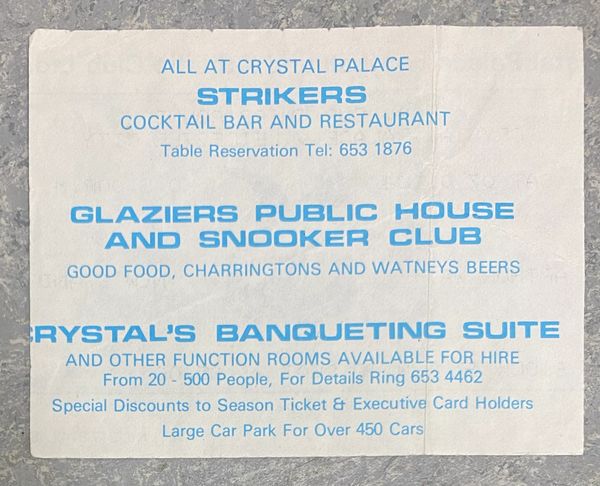 ALL AT CRYSTAL PALACE
STRIKERS
COCKTAIL BAR AND RESTAURANT
Table Reservation Tel: 653 1876
GLAZIERS PUBLIC HOUSE
AND SNOOKER CLUB
GOOD FOOD, CHARRINGTONS AND WATNEYS BEERS
CRYSTAL'S BANQUETING SUITE
AND OTHER FUNCTION ROOMS AVAILABLE FOR HIRE
From 20 - 500 People, For Details Ring 653 4462
Special Discounts to Season Ticket & Executive Card Holders
Large Car Park For Over 450 Cars